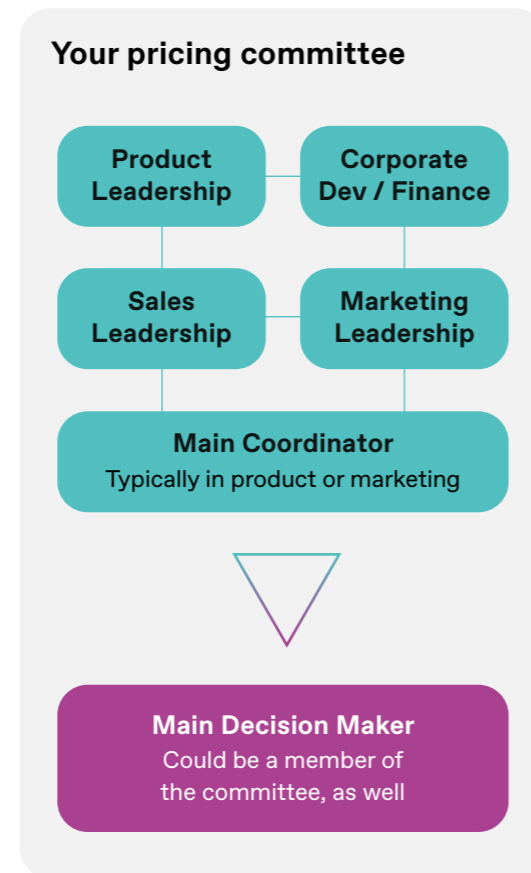 Your pricing committee
Product
Leadership
Corporate
Dev / Finance
Sales
Leadership
Marketing
Leadership
Main Coordinator
Typically in product or marketing
Main Decision Maker
Could be a member of
the committee, as well